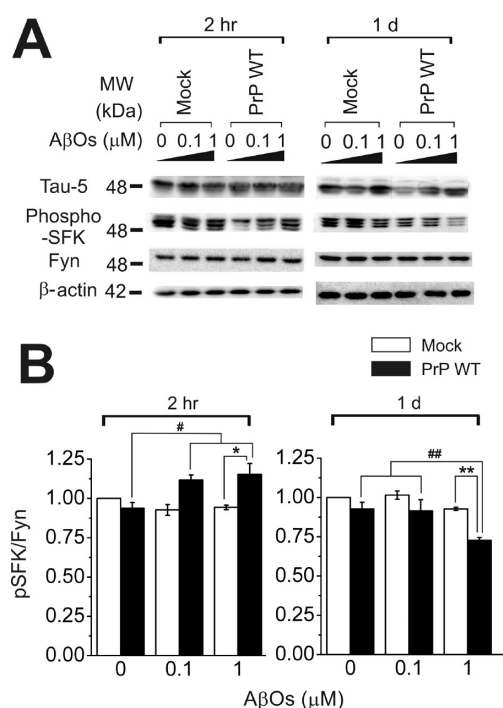 A
2 hr 1 d
MW
(kDa)
Mock PrP WT Mock PrP WT
AβOs (μM) 0 0.1 1 0 0.1 1 0 0.1 1 0 0.1 1
Tau-5 48
Phospho
-SFK 48
Fyn 48
β-actin 42
B
Mock
PrP WT
2 hr 1 d
# ##
* **
1.25 1.25
1.00 1.00
0.75 0.75
0.50 0.50
0.25 0.25
0.00 0.00
pSFK/Fyn
0 0.1 1 0 0.1 1
AβOs (μM)